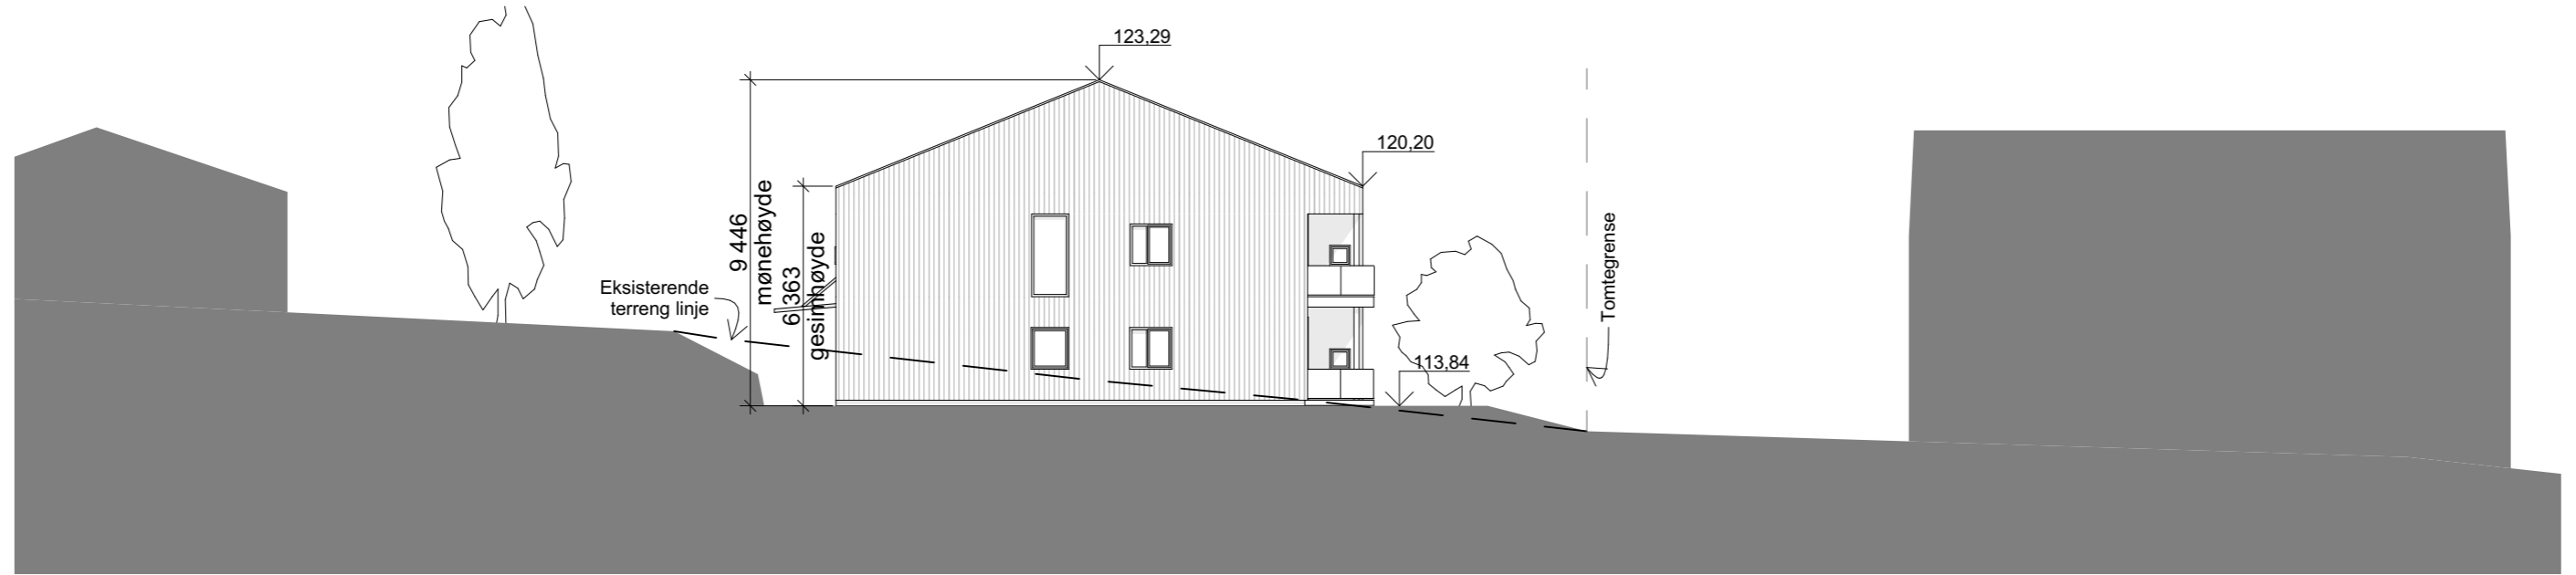 123,29
120,20
9 446
mønehøyde
6 363
gesimhøyde
Eksisterende
terreng linje
113,84
Tomtegrense